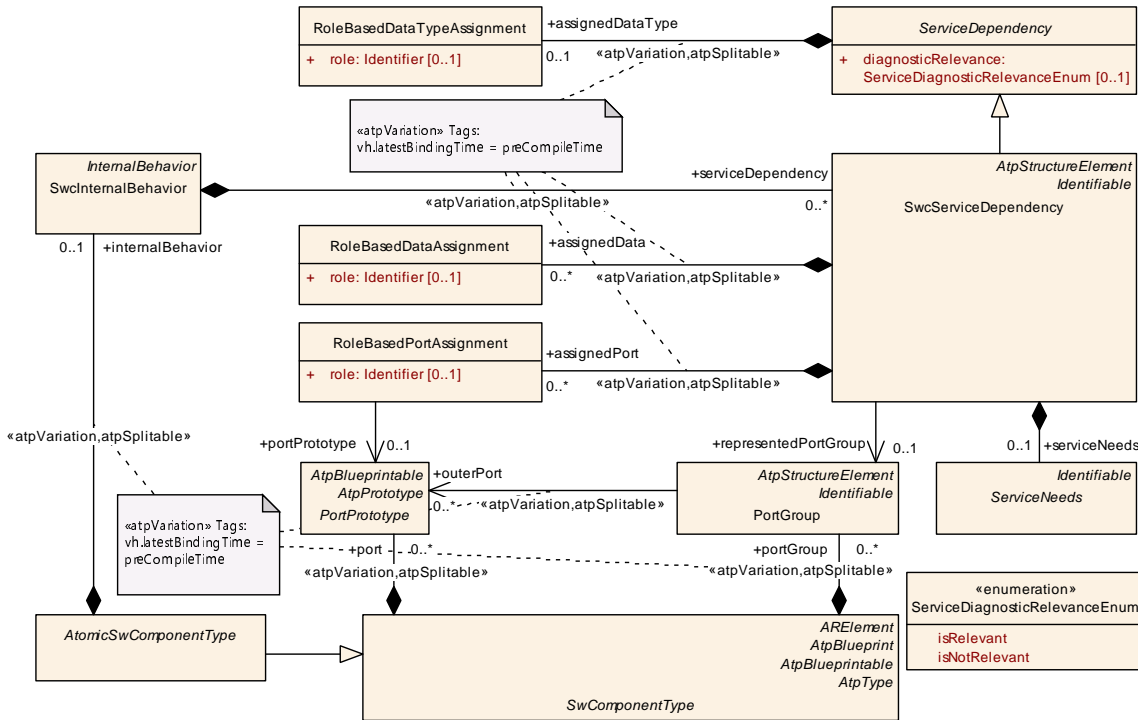 RoleBasedDataTypeAssignment
+ role: Identifier [0..1]
+assignedDataType
0..1
«atpVariation,atpSplitable»
ServiceDependency
+ diagnosticRelevance:
ServiceDiagnosticRelevanceEnum [0..1]
«atpVariation» Tags:
vh.latestBindingTime = preCompileTime
InternalBehavior
SwcInternalBehavior
+serviceDependency
0..*
«atpVariation,atpSplitable»
AtpStructureElement
Identifiable
SwcServiceDependency
0..1
+internalBehavior
RoleBasedDataAssignment
+ role: Identifier [0..1]
+assignedData
0..*
«atpVariation,atpSplitable»
RoleBasedPortAssignment
+ role: Identifier [0..1]
+assignedPort
0..*
«atpVariation,atpSplitable»
«atpVariation,atpSplitable»
+portPrototype
0..1
+representedPortGroup
0..1
0..1
+serviceNeeds
AtpBlueprintable
AtpPrototype
PortPrototype
+outerPort
0..*
«atpVariation,atpSplitable»
AtpStructureElement
Identifiable
PortGroup
Identifiable
ServiceNeeds
«atpVariation» Tags:
vh.latestBindingTime =
preCompileTime
+port
0..*
«atpVariation,atpSplitable»
+portGroup
0..*
«atpVariation,atpSplitable»
«enumeration»
ServiceDiagnosticRelevanceEnum
isRelevant
isNotRelevant
AtomicSwComponentType
ARElement
AtpBlueprint
AtpBlueprintable
AtpType
SwComponentType